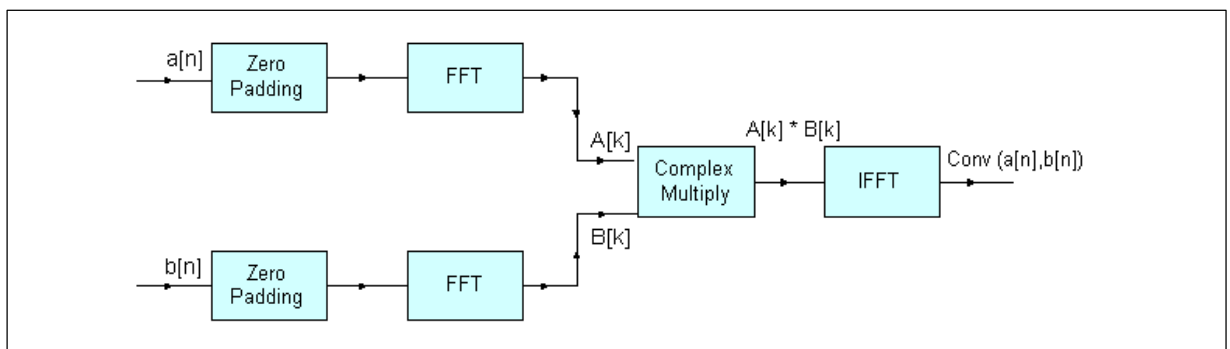 a[n]
Zero
Padding
FFT
A[k]
A[k] * B[k]
Complex
Multiply
IFFT
Conv (a[n],b[n])
B[k]
b[n]
Zero
Padding
FFT